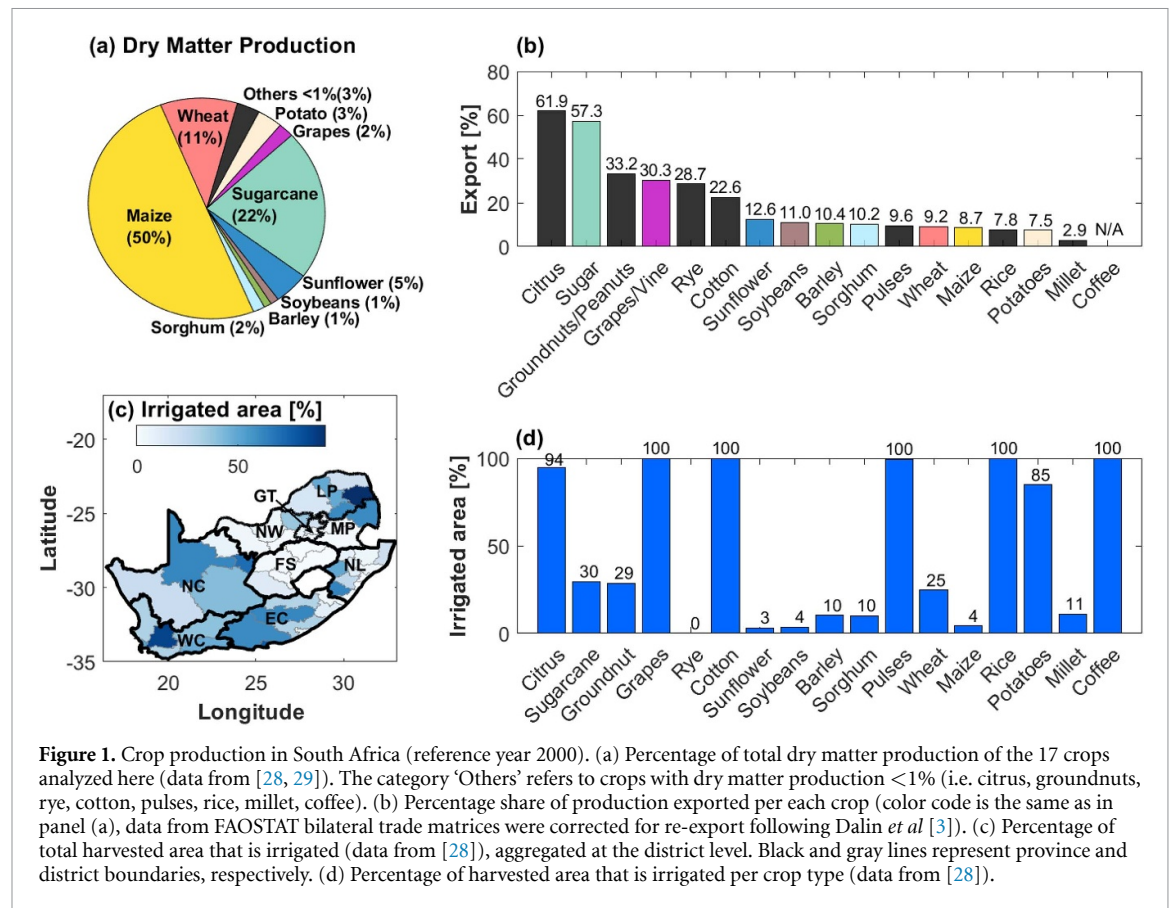 (a) Dry Matter Production
Others <1%(3%)
Potato (3%)
Grapes (2%)
Wheat
(11%)
Sugarcane
(22%)
Maize
(50%)
Sunflower (5%)
Soybeans (1%)
Barley (1%)
Sorghum (2%)
(b)
Export [%]
80
60
40
20
0
61.9
57.3
33.2
30.3
28.7
22.6
12.6
11.0
10.4
10.2
9.6
9.2
8.7
7.8
7.5
2.9
N/A
Citrus
Sugar
Groundnuts/Peanuts
Grapes/Vine
Rye
Cotton
Sunflower
Soybeans
Barley
Sorghum
Pulses
Wheat
Maize
Rice
Potatoes
Millet
Coffee
(c) Irrigated area [%]
0 50
Latitude
-20
-25
-30
-35
LP
GT
NW
MP
FS
NL
NC
EC
WC
20 25 30
Longitude
(d)
Irrigated area [%]
100
50
0
94
30
29
100
0
100
3
4
10
10
100
25
4
100
85
11
100
Citrus
Sugarcane
Groundnut
Grapes
Rye
Cotton
Sunflower
Soybeans
Barley
Sorghum
Pulses
Wheat
Maize
Rice
Potatoes
Millet
Coffee
Figure 1. Crop production in South Africa (reference year 2000). (a) Percentage of total dry matter production of the 17 crops
analyzed here (data from [28, 29]). The category ‘Others’ refers to crops with dry matter production <1% (i.e. citrus, groundnuts,
rye, cotton, pulses, rice, millet, coffee). (b) Percentage share of production exported per each crop (color code is the same as in
panel (a), data from FAOSTAT bilateral trade matrices were corrected for re-export following Dalin et al [3]). (c) Percentage of
total harvested area that is irrigated (data from [28]), aggregated at the district level. Black and gray lines represent province and
district boundaries, respectively. (d) Percentage of harvested area that is irrigated per crop type (data from [28]).